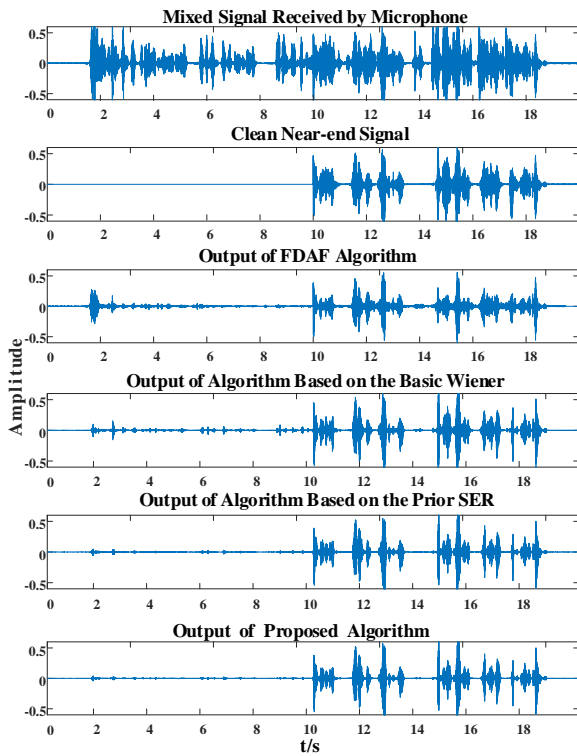 Mixed Signal Received by Microphone
0.5
0
-0.5
0 2 4 6 8 10 12 14 16 18
Clean Near-end Signal
0.5
0
-0.5
0 2 4 6 8 10 12 14 16 18
Output of FDAF Algorithm
0.5
0
-0.5
0 2 4 6 8 10 12 14 16 18
Amplitude
Output of Algorithm Based on the Basic Wiener
0.5
0
-0.5
0 2 4 6 8 10 12 14 16 18
Output of Algorithm Based on the Prior SER
0.5
0
-0.5
0 2 4 6 8 10 12 14 16 18
Output of Proposed Algorithm
0.5
0
-0.5
0 2 4 6 8 10 12 14 16 18
t/s